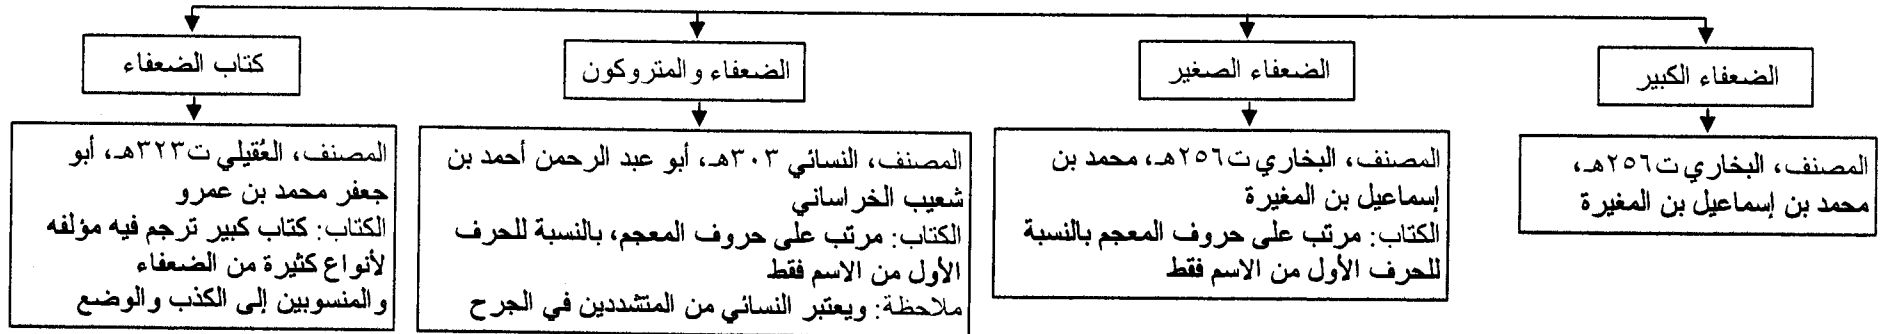 الضعفاء الكبير
المصنف، البخاري ت٢٥٦هـ،
محمد بن إسماعيل بن المغيرة
الضعفاء الصغير
المصنف، البخاري ت٢٥٦هـ، محمد بن
إسماعيل بن المغيرة
الكتاب: مرتب على حروف المعجم بالنسبة
للحرف الأول من الاسم فقط
الضعفاء والمتروكون
المصنف، النسائي ٣٠٣هـ، أبو عبد الرحمن أحمد بن
شعيب الخراساني
الكتاب: مرتب على حروف المعجم، بالنسبة للحرف
الأول من الاسم فقط
ملاحظة: ويعتبر النسائي من المتشددين في الجرح
كتاب الضعفاء
المصنف، العُقيلي ت٣٢٣هـ، أبو
جعفر محمد بن عمرو
الكتاب: كتاب كبير ترجم فيه مؤلفه
لأنواع كثيرة من الضعفاء
والمنسوبين إلى الكذب والوضع